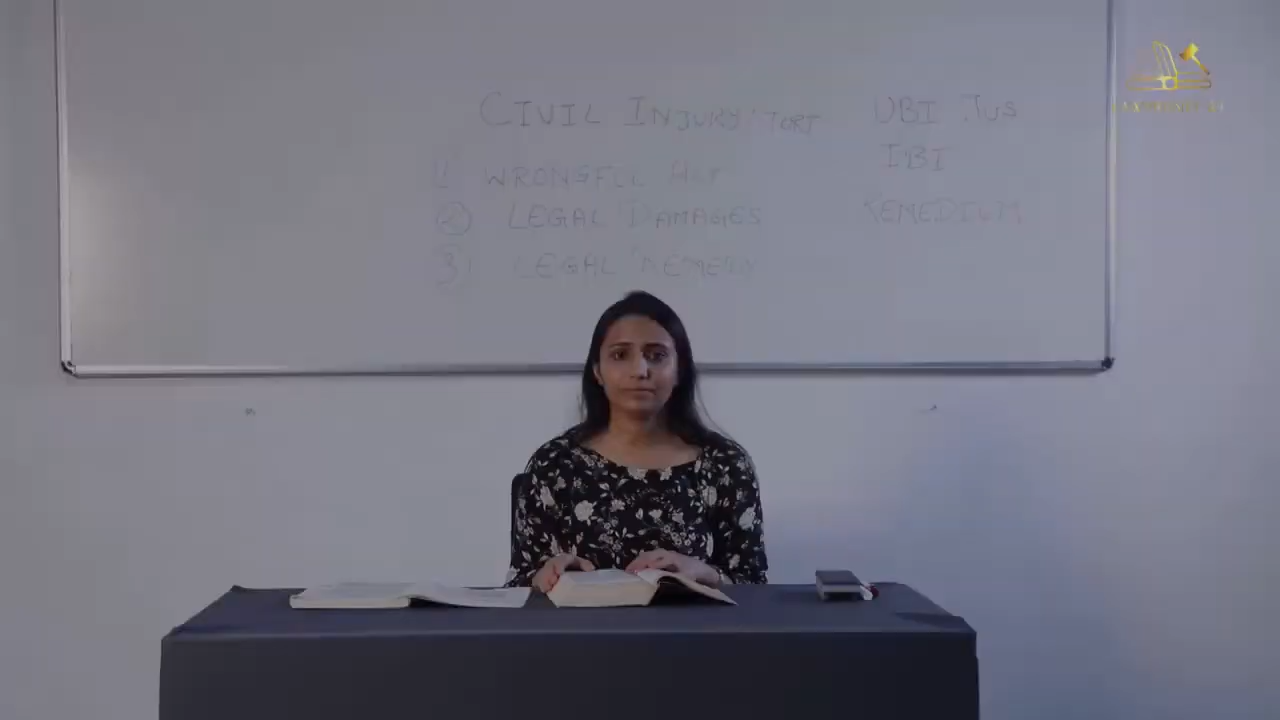 CIVIL INJURY/TORT
1) WRONGFUL ACT
2) LEGAL DAMAGES
3) LEGAL REMEDY
UBI JUS
IBI
REMEDIUM